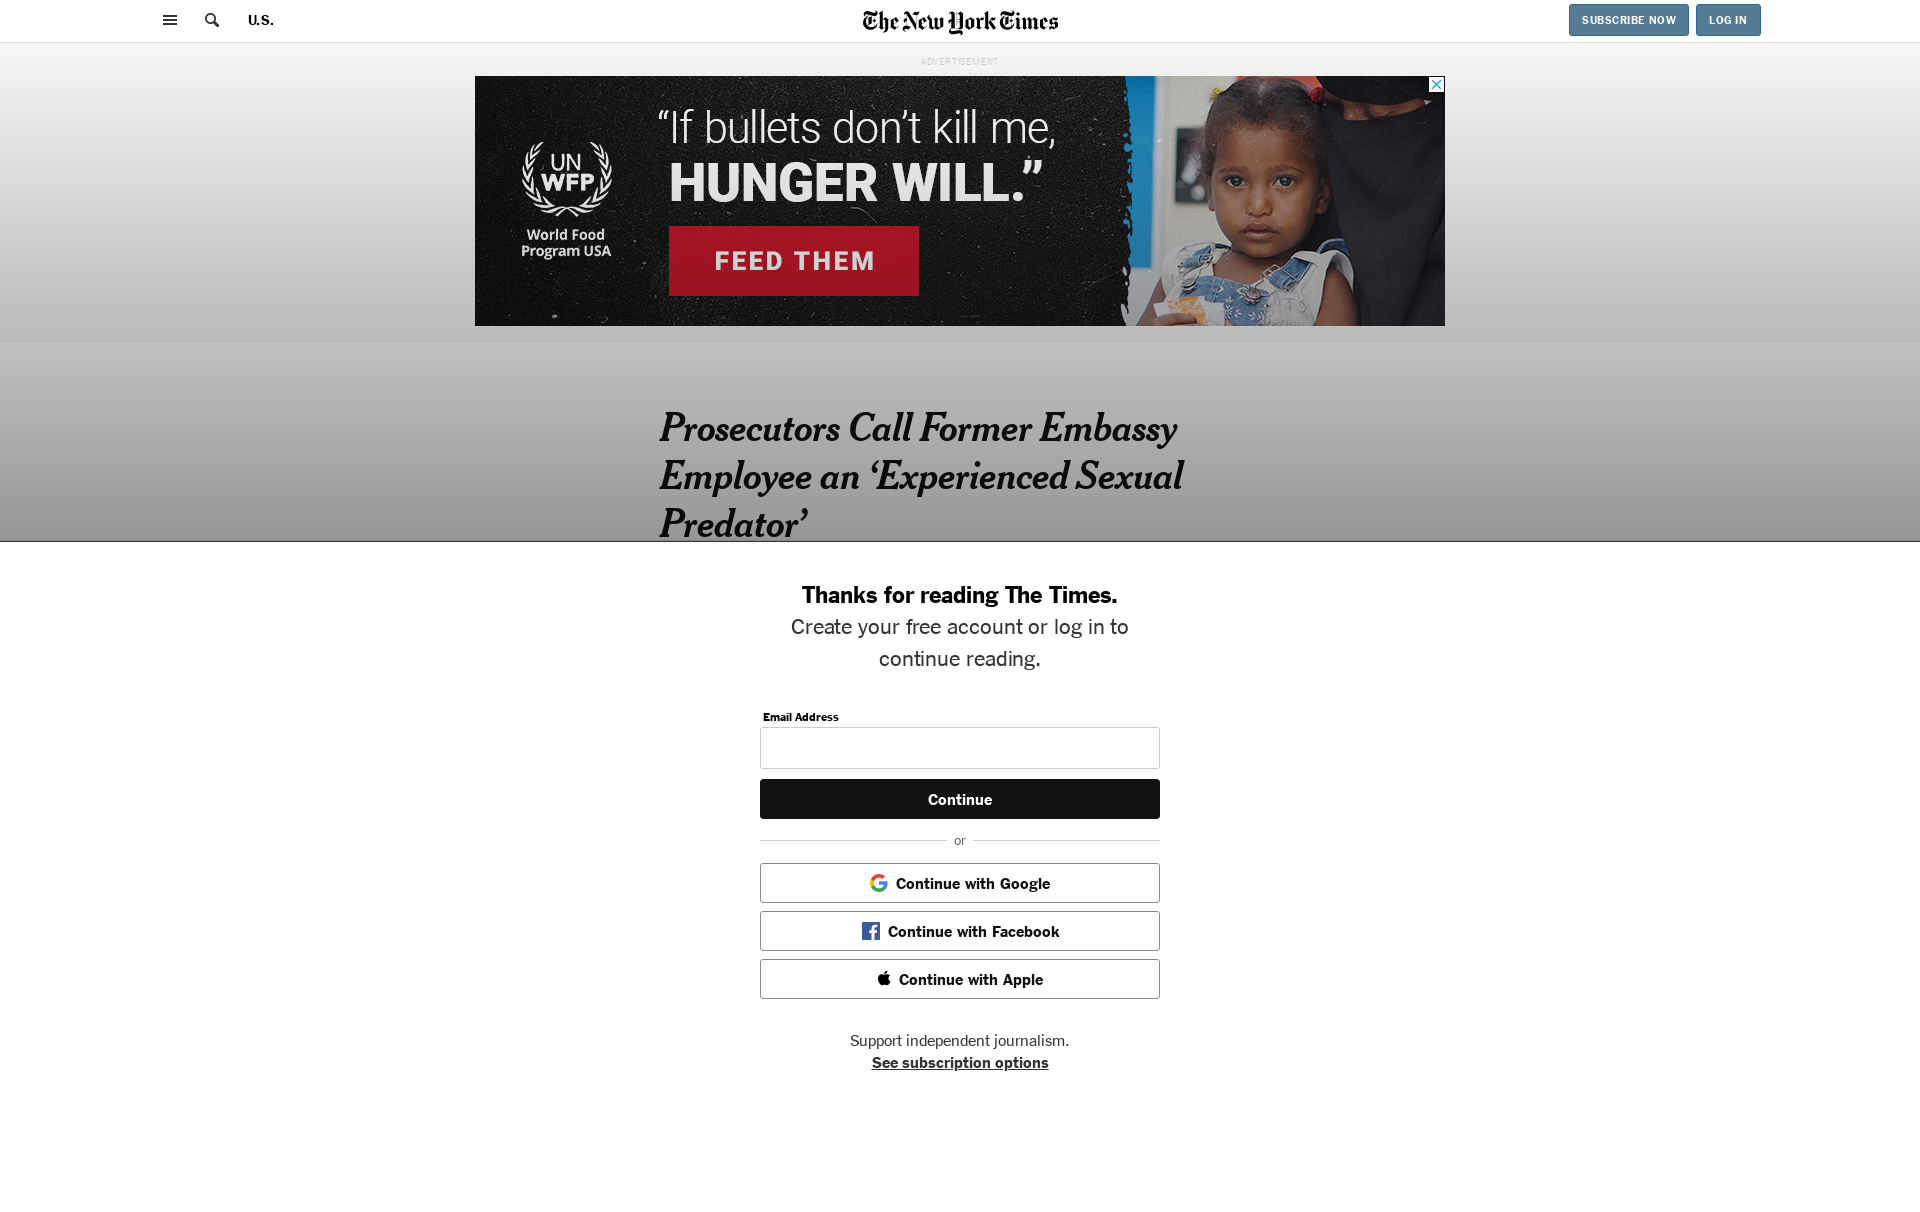 U.S.
The New York Times
SUBSCRIBE NOW
LOG IN
ADVERTISEMENT
UN
WFP
World Food
Program USA
“If bullets don’t kill me,
HUNGER WILL.”
FEED THEM
Prosecutors Call Former Embassy
Employee an ‘Experienced Sexual
Predator’
Thanks for reading The Times.
Create your free account or log in to
continue reading.
Email Address
Continue
or
Continue with Google
Continue with Facebook
Continue with Apple
Support independent journalism.
See subscription options